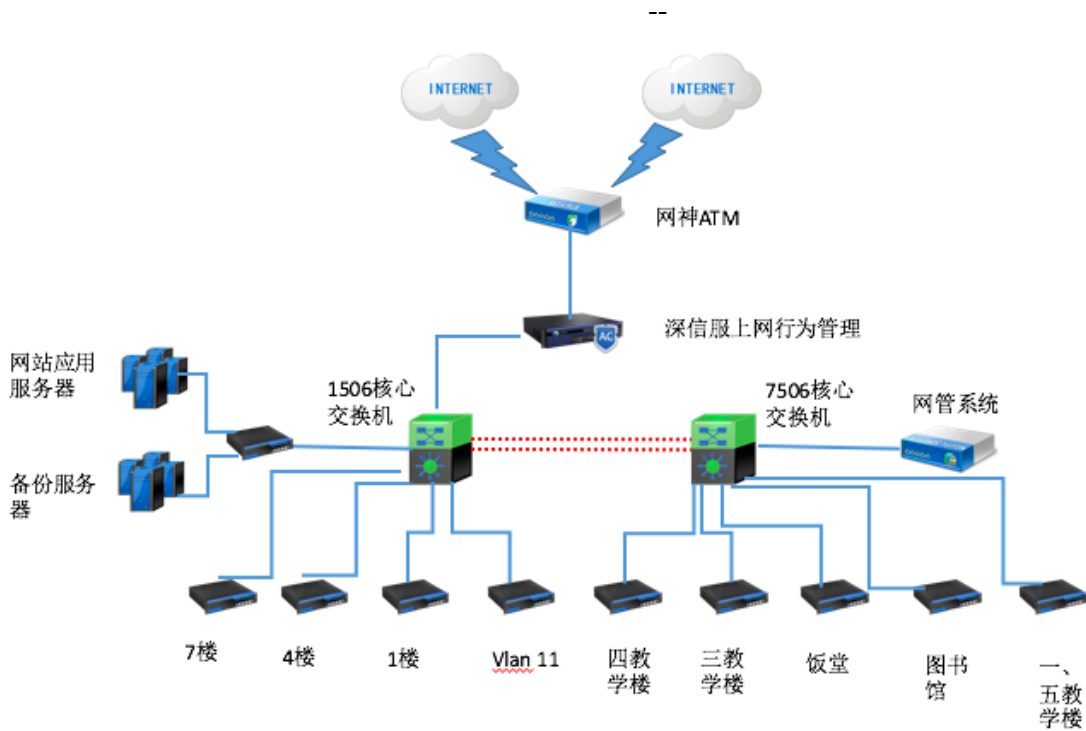 --
INTERNET
INTERNET
网神ATM
深信服上网行为管理
AC
网站应用
服务器
1506核心
交换机
7506核心
交换机
网管系统
备份服务
器
7楼
4楼
1楼
Vlan 11
四教
学楼
三教
学楼
饭堂
图书
馆
一、
五教
学楼